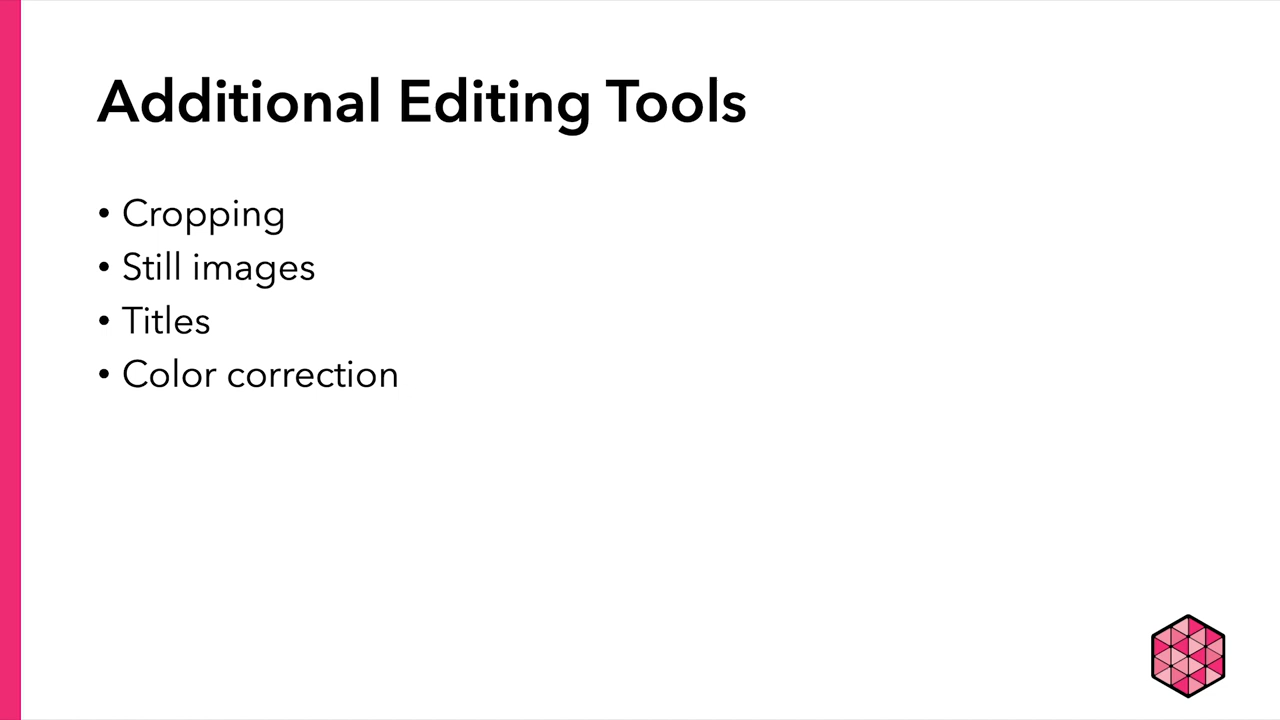 Additional Editing Tools
• Cropping
• Still images
• Titles
• Color correction